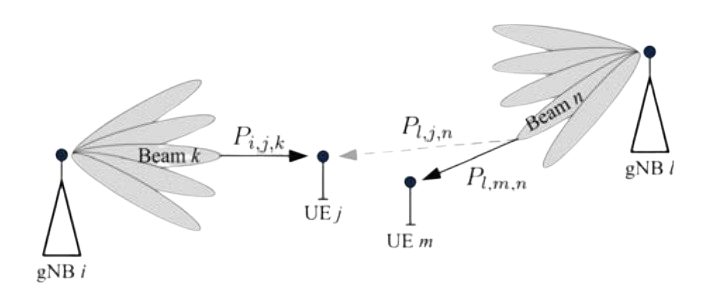 Beam n
P_{l,j,n}
P_{i,j,k}
Beam k
gNB l
P_{l,m,n}
UE j
UE m
gNB i